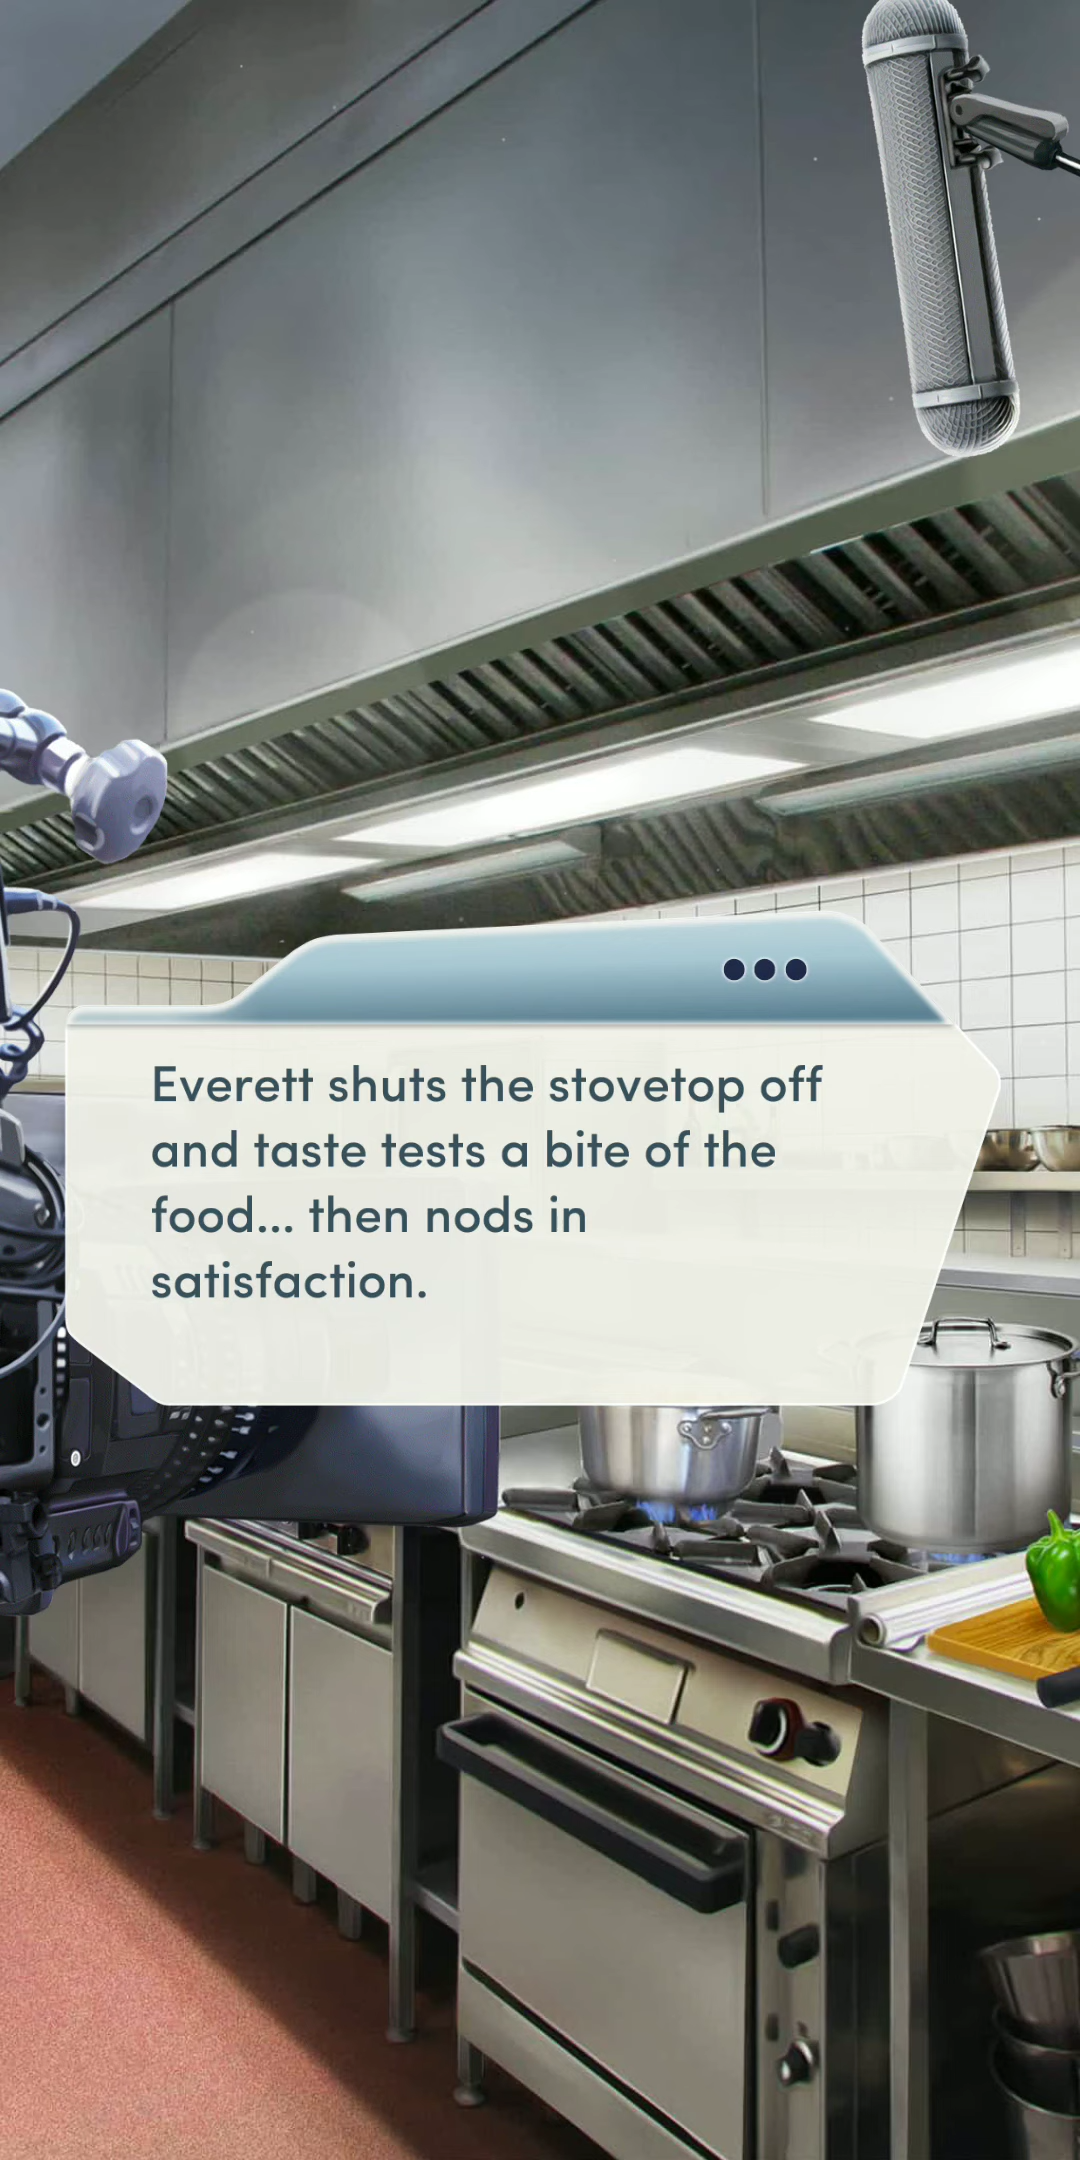 Everett shuts the stovetop off
and taste tests a bite of the
food... then nods in
satisfaction.